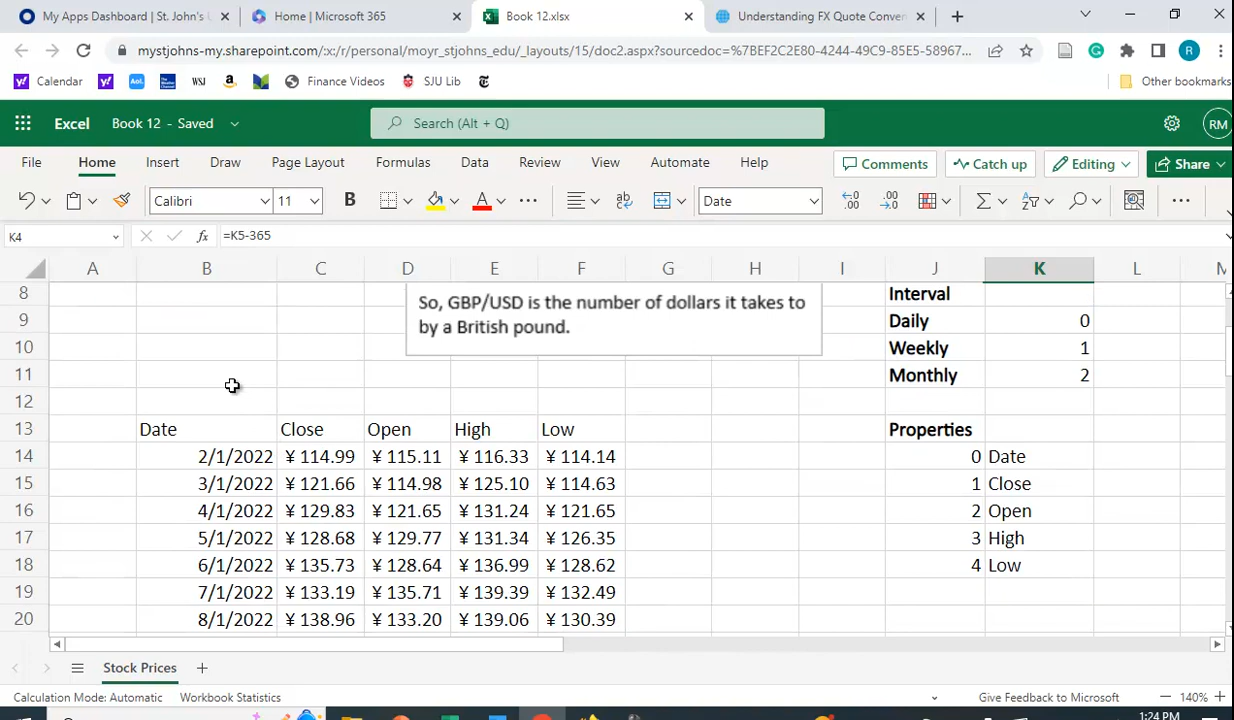 My Apps Dashboard | St. John's
Home | Microsoft 365
Book 12.xlsx
Understanding FX Quote Conver
mystjohns-my.sharepoint.com/:x:/r/personal/moyr_stjohns_edu/_layouts/15/doc2.aspx?sourcedoc=%7BEF2C2E80-4244-49C9-85E5-58967...
R
Calendar
Aol.
WSJ
Finance Videos
SJU Lib
Other bookmarks
Excel
Book 12 - Saved
Search (Alt + Q)
RM
File
Home
Insert
Draw
Page Layout
Formulas
Data
Review
View
Automate
Help
Comments
Catch up
Editing
Share
Calibri
11
B
A
ab
Date
K4
fx
=K5-365
A B C D E F G H I J K L M
8 So, GBP/USD is the number of dollars it takes to Interval
by a British pound.
9 Daily 0
10 Weekly 1
11 Monthly 2
12
13 Date Close Open High Low Properties
14 2/1/2022 ¥ 114.99 ¥ 115.11 ¥ 116.33 ¥ 114.14 0 Date
15 3/1/2022 ¥ 121.66 ¥ 114.98 ¥ 125.10 ¥ 114.63 1 Close
16 4/1/2022 ¥ 129.83 ¥ 121.65 ¥ 131.24 ¥ 121.65 2 Open
17 5/1/2022 ¥ 128.68 ¥ 129.77 ¥ 131.34 ¥ 126.35 3 High
18 6/1/2022 ¥ 135.73 ¥ 128.64 ¥ 136.99 ¥ 128.62 4 Low
19 7/1/2022 ¥ 133.19 ¥ 135.71 ¥ 139.39 ¥ 132.49
20 8/1/2022 ¥ 138.96 ¥ 133.20 ¥ 139.06 ¥ 130.39
Stock Prices
Calculation Mode: Automatic
Workbook Statistics
Give Feedback to Microsoft
140%
1:24 PM